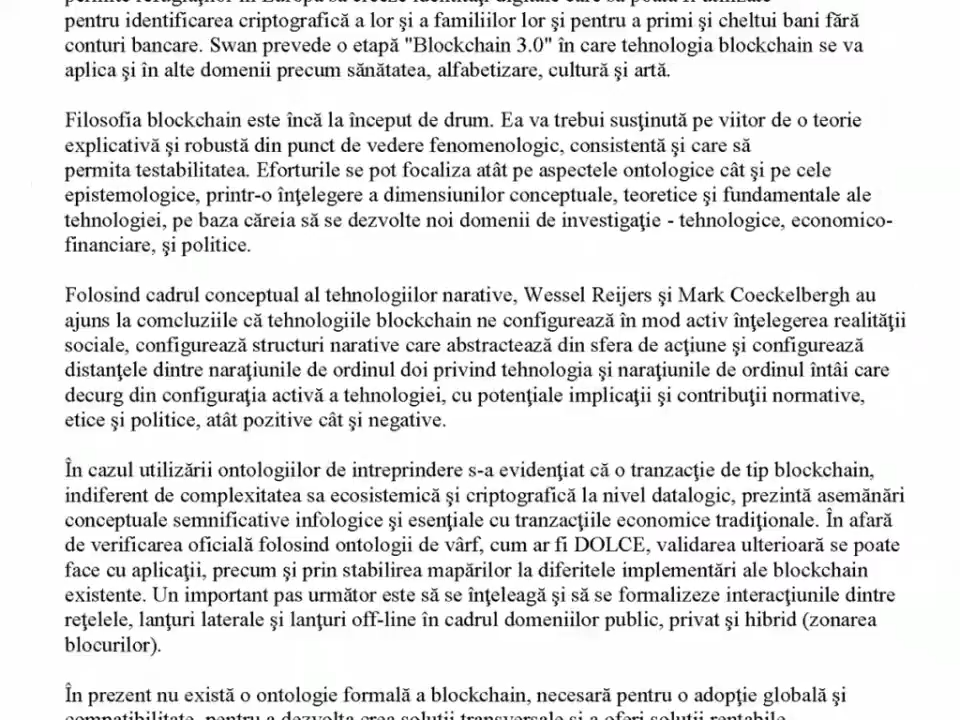 pentru identificarea criptografică a lor şi a familiilor lor şi pentru a primi şi cheltui bani fără
conturi bancare. Swan prevede o etapă "Blockchain 3.0" în care tehnologia blockchain se va
aplica şi în alte domenii precum sănătatea, alfabetizare, cultură şi artă.
Filosofia blockchain este încă la început de drum. Ea va trebui susţinută pe viitor de o teorie
explicativă şi robustă din punct de vedere fenomenologic, consistentă şi care să
permita testabilitatea. Eforturile se pot focaliza atât pe aspectele ontologice cât şi pe cele
epistemologice, printr-o înţelegere a dimensiunilor conceptuale, teoretice şi fundamentale ale
tehnologiei, pe baza căreia să se dezvolte noi domenii de investigaţie - tehnologice, economico-
financiare, şi politice.
Folosind cadrul conceptual al tehnologiilor narative, Wessel Reijers şi Mark Coeckelbergh au
ajuns la comcluziile că tehnologiile blockchain ne configurează în mod activ înţelegerea realităţii
sociale, configurează structuri narative care abstractează din sfera de acţiune şi configurează
distanţele dintre naraţiunile de ordinul doi privind tehnologia şi naraţiunile de ordinul întâi care
decurg din configuraţia activă a tehnologiei, cu potenţiale implicaţii şi contribuţii normative,
etice şi politice, atât pozitive cât şi negative.
În cazul utilizării ontologiilor de intreprindere s-a evidenţiat că o tranzacţie de tip blockchain,
indiferent de complexitatea sa ecosistemică şi criptografică la nivel datalogic, prezintă asemănări
conceptuale semnificative infologice şi esenţiale cu tranzacţiile economice tradiţionale. În afară
de verificarea oficială folosind ontologii de vârf, cum ar fi DOLCE, validarea ulterioară se poate
face cu aplicaţii, precum şi prin stabilirea mapărilor la diferitele implementări ale blockchain
existente. Un important pas următor este să se înţeleagă şi să se formalizeze interacţiunile dintre
reţelele, lanţuri laterale şi lanţuri off-line în cadrul domeniilor public, privat şi hibrid (zonarea
blocurilor).
În prezent nu există o ontologie formală a blockchain, necesară pentru o adopţie globală şi
compatibilitate, pentru a dezvolta crea soluţii transversale şi a oferi soluţii rentabile